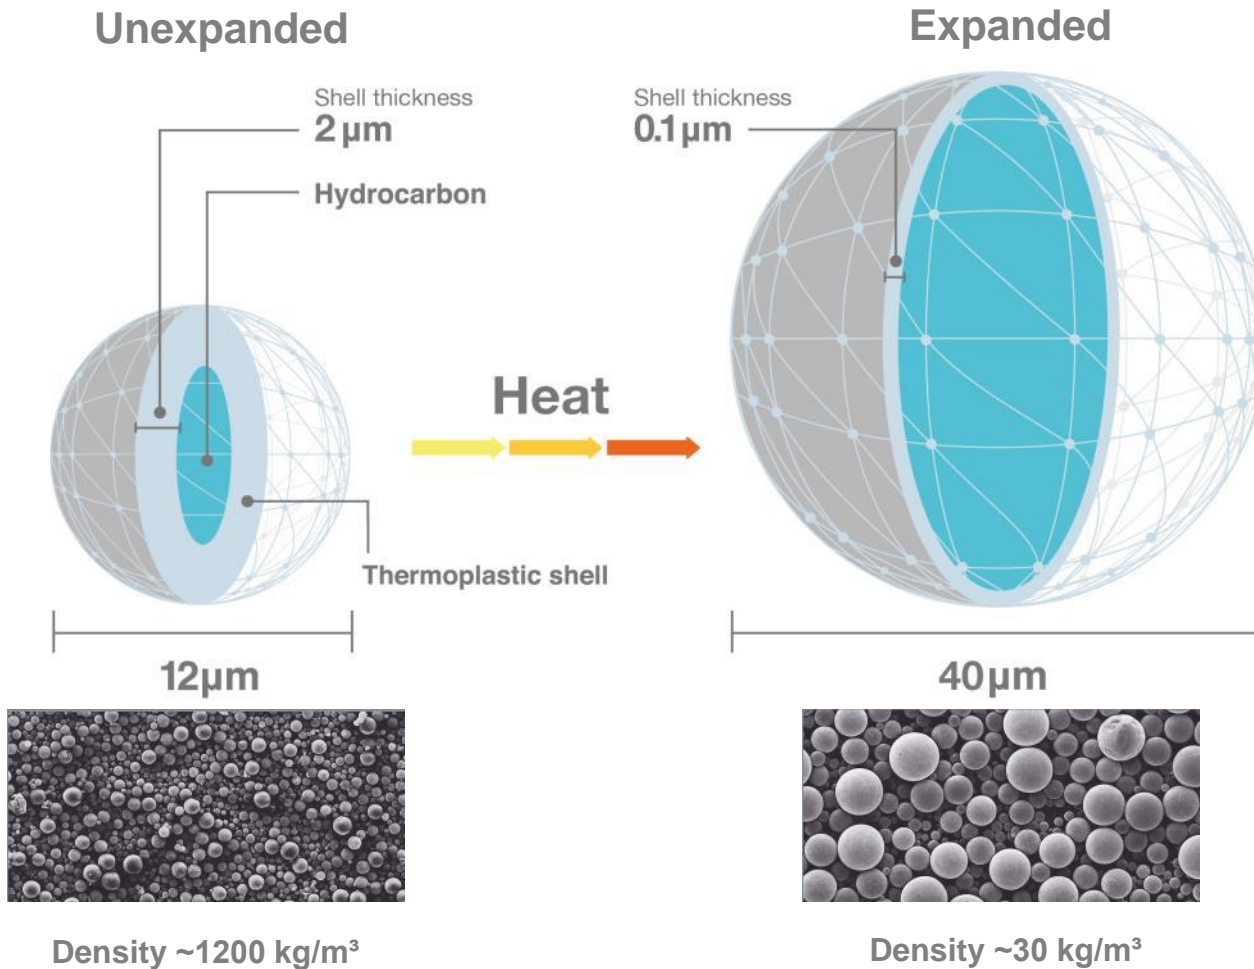 Unexpanded
Expanded
Shell thickness
2 μm
Hydrocarbon
Shell thickness
0.1 μm
Heat
Thermoplastic shell
12μm
40μm
Density ~1200 kg/m³
Density ~30 kg/m³